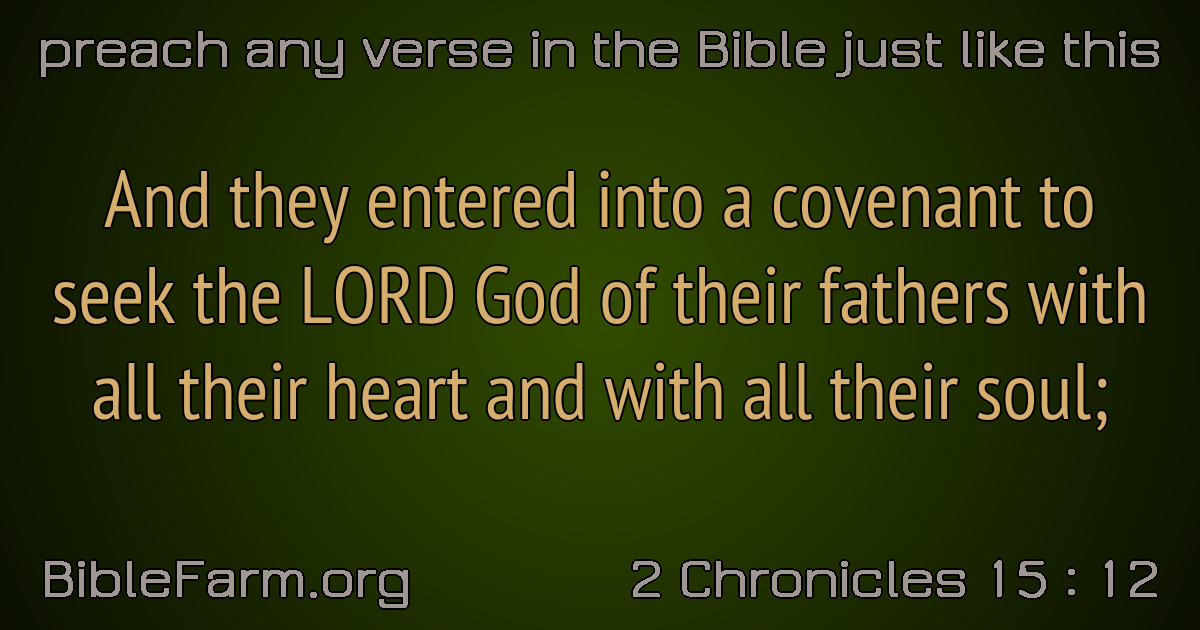 preach any verse in the Bible just like this
And they entered into a covenant to
seek the LORD God of their fathers with
all their heart and with all their soul;
BibleFarm.org
2 Chronicles 15 : 12